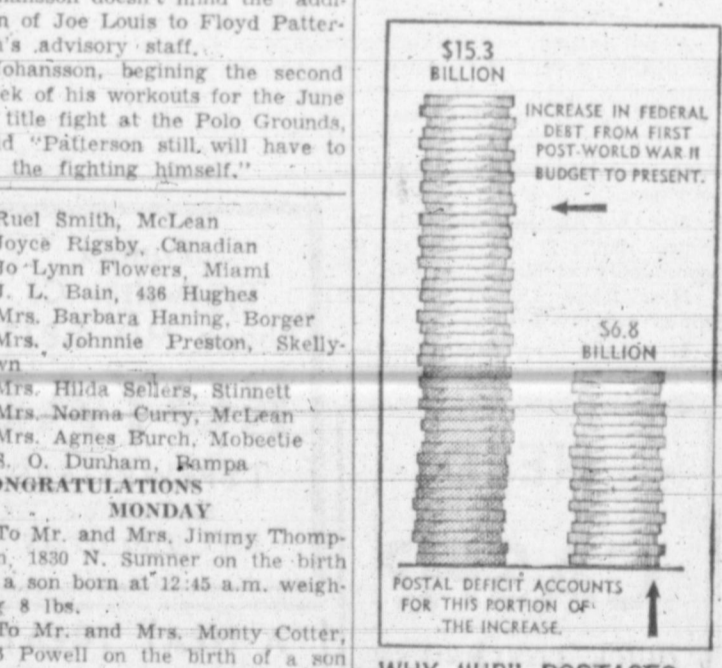 n of Joe Louis to Floyd Patter-
's advisory staff.
ohansson, begining the second
ek of his workouts for the June
title fight at the Polo Grounds,
d "Patterson still will have to
the fighting himself."
Ruel Smith, McLean
Joyce Rigsby, Canadian
Jo Lynn Flowers, Miami
J. L. Bain, 436 Hughes
Mrs. Barbara Haning, Borger
Mrs. Johnnie Preston, Skelly-
wn
Mrs. Hilda Sellers, Stinnett
Mrs. Norma Curry, McLean
Mrs. Agnes Burch, Mobeetie
S. O. Dunham, Pampa
ONGRATULATIONS
MONDAY
To Mr. and Mrs. Jimmy Thomp-
n, 1830 N. Sumner on the birth
a son born at 12:45 a.m. weigh-
g 8 lbs.
To Mr. and Mrs. Monty Cotter,
Powell on the birth of a son
$15.3
BILLION
INCREASE IN FEDERAL
DEBT FROM FIRST
POST-WORLD WAR II
BUDGET TO PRESENT.
$6.8
BILLION
POSTAL DEFICIT ACCOUNTS
FOR THIS PORTION OF
THE INCREASE.